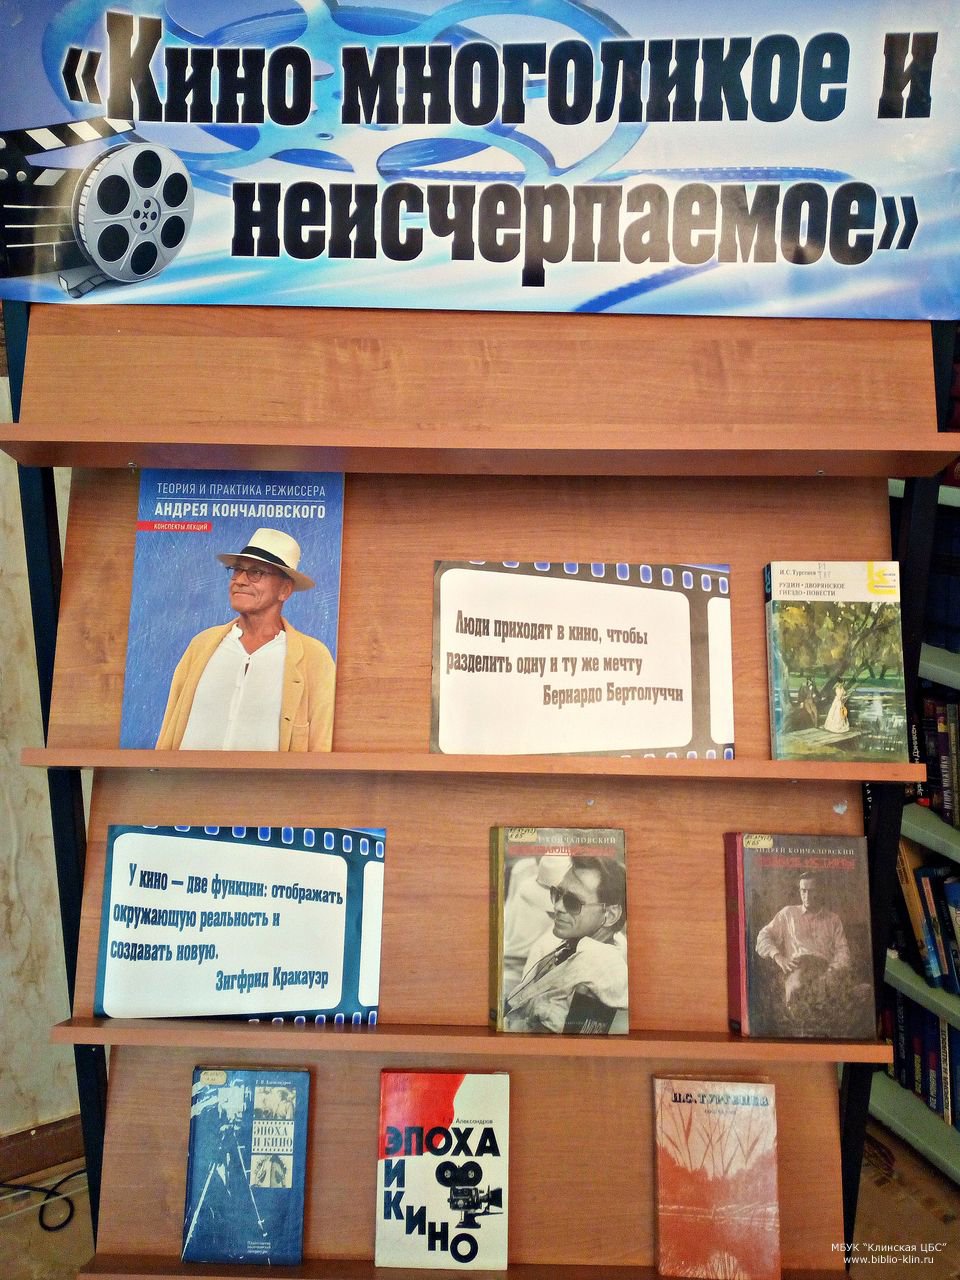 «Кино многоликое и
неисчерпаемое»
ТЕОРИЯ И ПРАКТИКА РЕЖИССЕРА
АНДРЕЯ КОНЧАЛОВСКОГО
КОНСПЕКТЫ ЛЕКЦИЙ
Люди приходят в кино, чтобы
разделить одну и ту же мечту
Бернардо Бертолуччи
И.С. Тургенев
РУДИН · ДВОРЯНСКОЕ
ГНЕЗДО · ПОВЕСТИ
У кино — две функции: отображать
окружающую реальность и
создавать новую.
Зигфрид Кракауэр
КОНЧАЛОВСКИЙ
АНДРЕЙ КОНЧАЛОВСКИЙ
Г. В. Александров
ЭПОХА
И КИНО
Александров
ЭПОХА
И
КИНО
И.С. ТУРГЕНЕВ
МБУК "Клинская ЦБС"
www.biblio-klin.ru